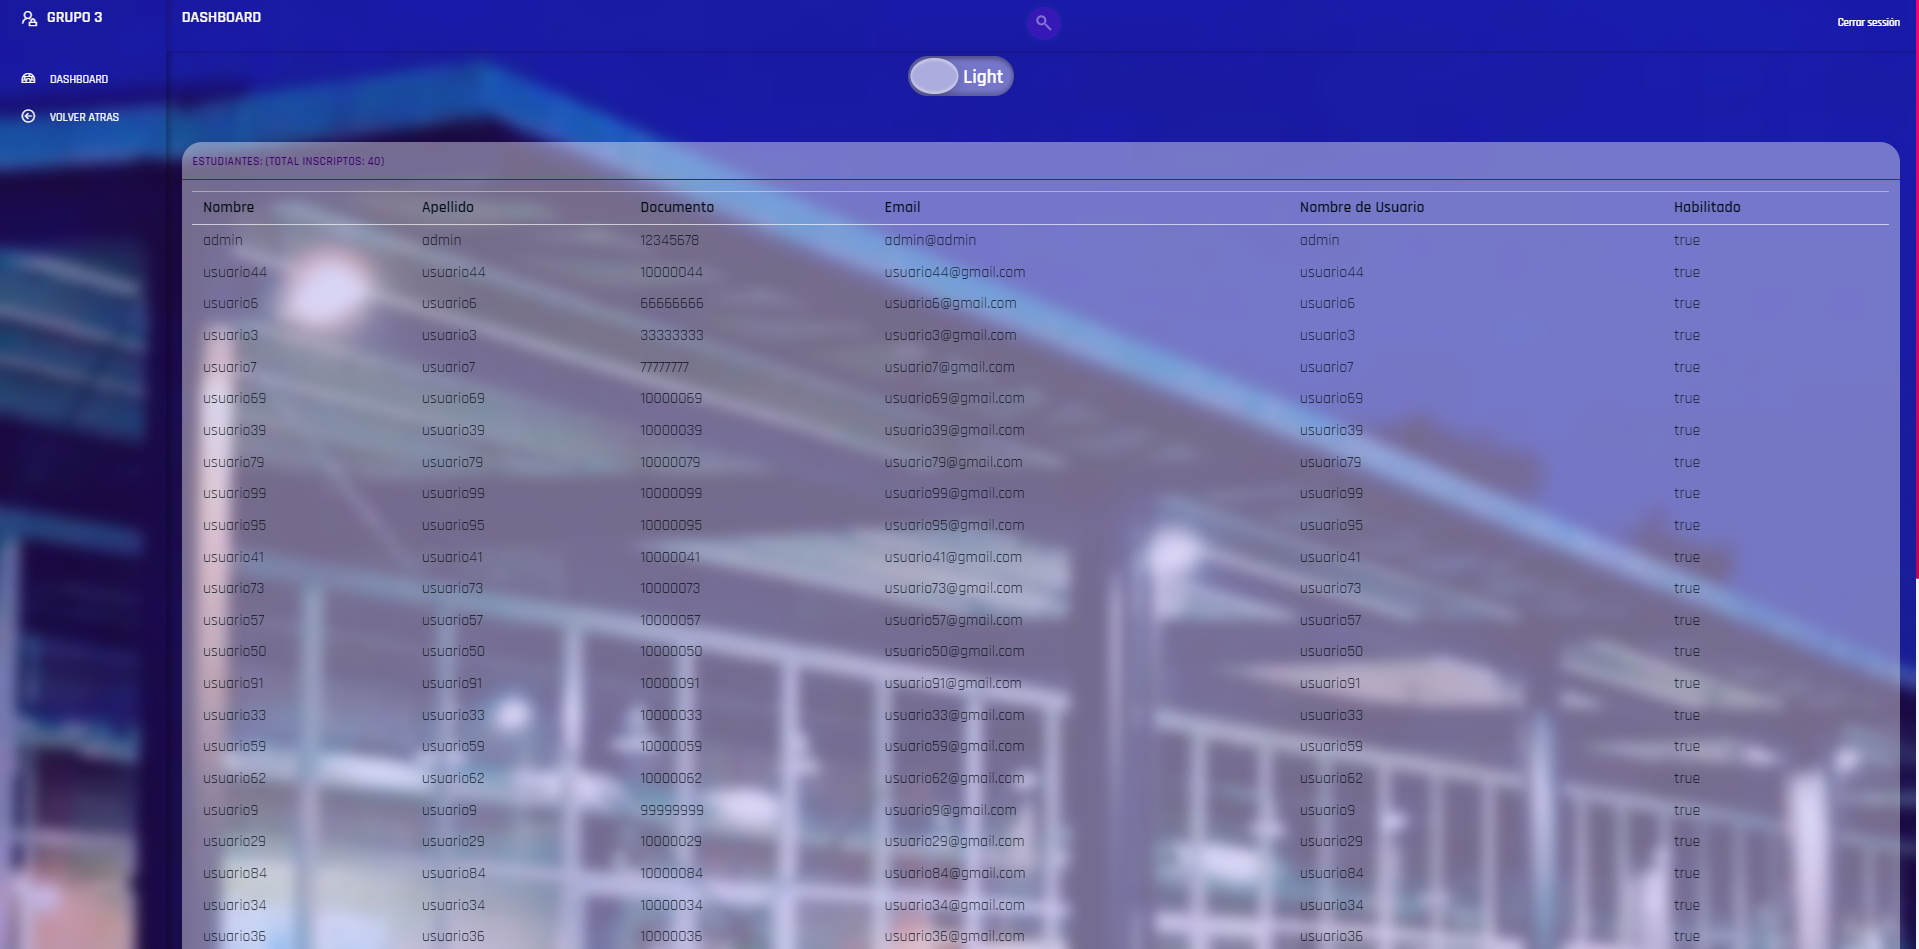 GRUPO 3
DASHBOARD
Cerrar sessión
DASHBOARD
VOLVER ATRAS
Light
ESTUDIANTES: (TOTAL INSCRIPTOS: 40)
Nombre Apellido Documento Email Nombre de Usuario Habilitado
admin admin 12345678 admin@admin admin true
usuario44 usuario44 10000044 usuario44@gmail.com usuario44 true
usuario6 usuario6 66666666 usuario6@gmail.com usuario6 true
usuario3 usuario3 33333333 usuario3@gmail.com usuario3 true
usuario7 usuario7 77777777 usuario7@gmail.com usuario7 true
usuario69 usuario69 10000069 usuario69@gmail.com usuario69 true
usuario39 usuario39 10000039 usuario39@gmail.com usuario39 true
usuario79 usuario79 10000079 usuario79@gmail.com usuario79 true
usuario99 usuario99 10000099 usuario99@gmail.com usuario99 true
usuario95 usuario95 10000095 usuario95@gmail.com usuario95 true
usuario41 usuario41 10000041 usuario41@gmail.com usuario41 true
usuario73 usuario73 10000073 usuario73@gmail.com usuario73 true
usuario57 usuario57 10000057 usuario57@gmail.com usuario57 true
usuario50 usuario50 10000050 usuario50@gmail.com usuario50 true
usuario91 usuario91 10000091 usuario91@gmail.com usuario91 true
usuario33 usuario33 10000033 usuario33@gmail.com usuario33 true
usuario59 usuario59 10000059 usuario59@gmail.com usuario59 true
usuario62 usuario62 10000062 usuario62@gmail.com usuario62 true
usuario9 usuario9 99999999 usuario9@gmail.com usuario9 true
usuario29 usuario29 10000029 usuario29@gmail.com usuario29 true
usuario84 usuario84 10000084 usuario84@gmail.com usuario84 true
usuario34 usuario34 10000034 usuario34@gmail.com usuario34 true
usuario36 usuario36 10000036 usuario36@gmail.com usuario36 true